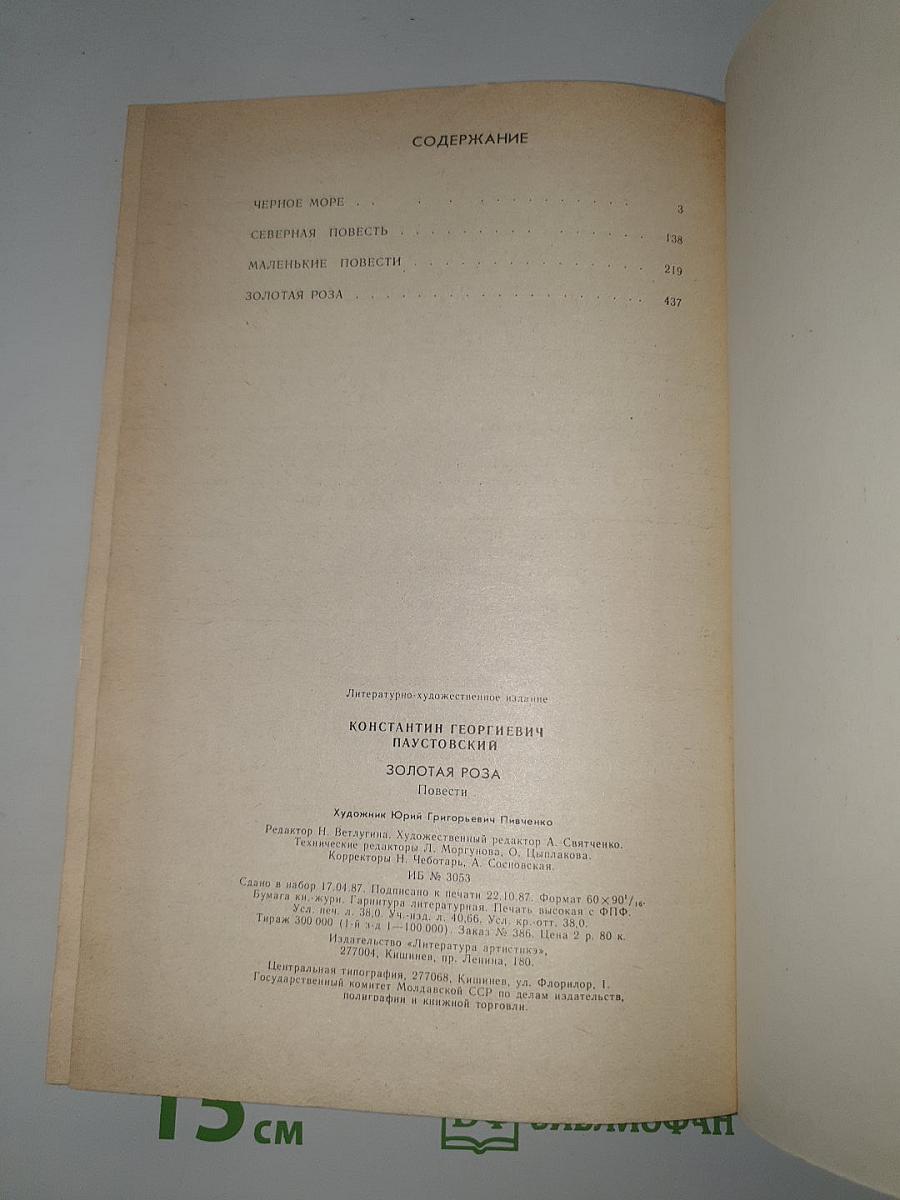 СОДЕРЖАНИЕ
ЧЕРНОЕ МОРЕ . . . . . . . . . . . . . . 3
СЕВЕРНАЯ ПОВЕСТЬ . . . . . . . . . . . . . 138
МАЛЕНЬКИЕ ПОВЕСТИ . . . . . . . . . . . . . 219
ЗОЛОТАЯ РОЗА . . . . . . . . . . . . . . . . 437
Литературно-художественное издание
КОНСТАНТИН ГЕОРГИЕВИЧ
ПАУСТОВСКИЙ
ЗОЛОТАЯ РОЗА
Повести
Художник Юрий Григорьевич Пивченко
Редактор Н. Ветлугина. Художественный редактор А. Святченко.
Технические редакторы Л. Моргунова, О. Цыплакова.
Корректоры Н. Чеботарь, А. Сосновская.
ИБ № 3053
Сдано в набор 17.04.87. Подписано к печати 22.10.87. Формат 60×90¹/₁₆.
Бумага кн.-журн. Гарнитура литературная. Печать высокая с ФПФ.
Усл. печ. л. 38,0. Уч.-изд. л. 40,66. Усл. кр.-отт. 38,0.
Тираж 300 000 (1-й з-д 1—100 000). Заказ № 386. Цена 2 р. 80 к.
Издательство «Литература артистикэ»,
277004, Кишинев, пр. Ленина, 180.
Центральная типография, 277068, Кишинев, ул. Флорилор, 1.
Государственный комитет Молдавской ССР по делам издательств,
полиграфии и книжной торговли.
15 см
БИБЛИОФАН